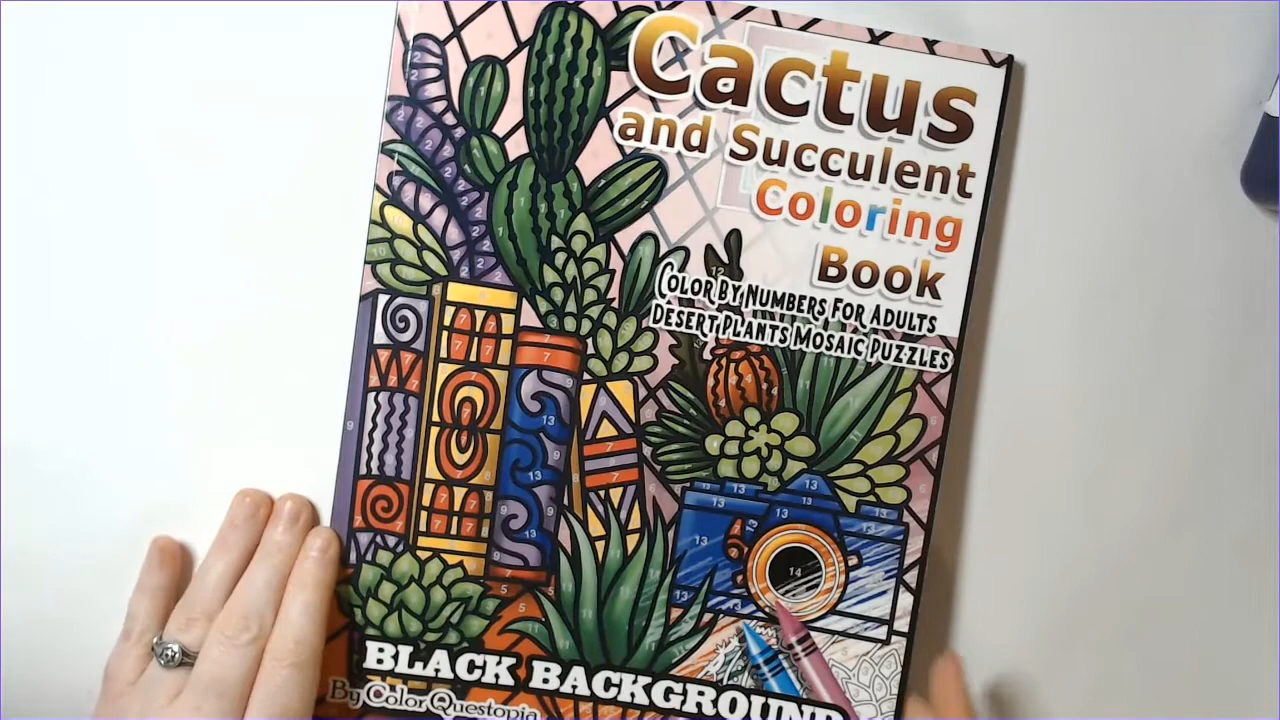 Cactus
and Succulent
Coloring
Book
Color By Numbers For Adults
Desert Plants Mosaic Puzzles
BLACK BACKGROUND
By Color Questopia